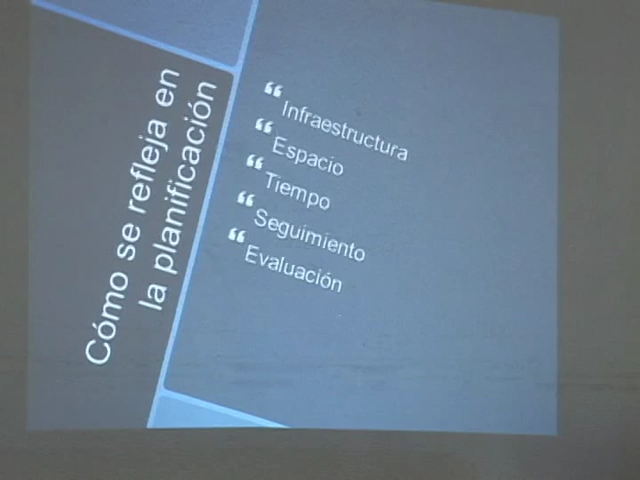 Cómo se refleja en
la planificación
“ Infraestructura
“ Espacio
“ Tiempo
“ Seguimiento
“ Evaluación